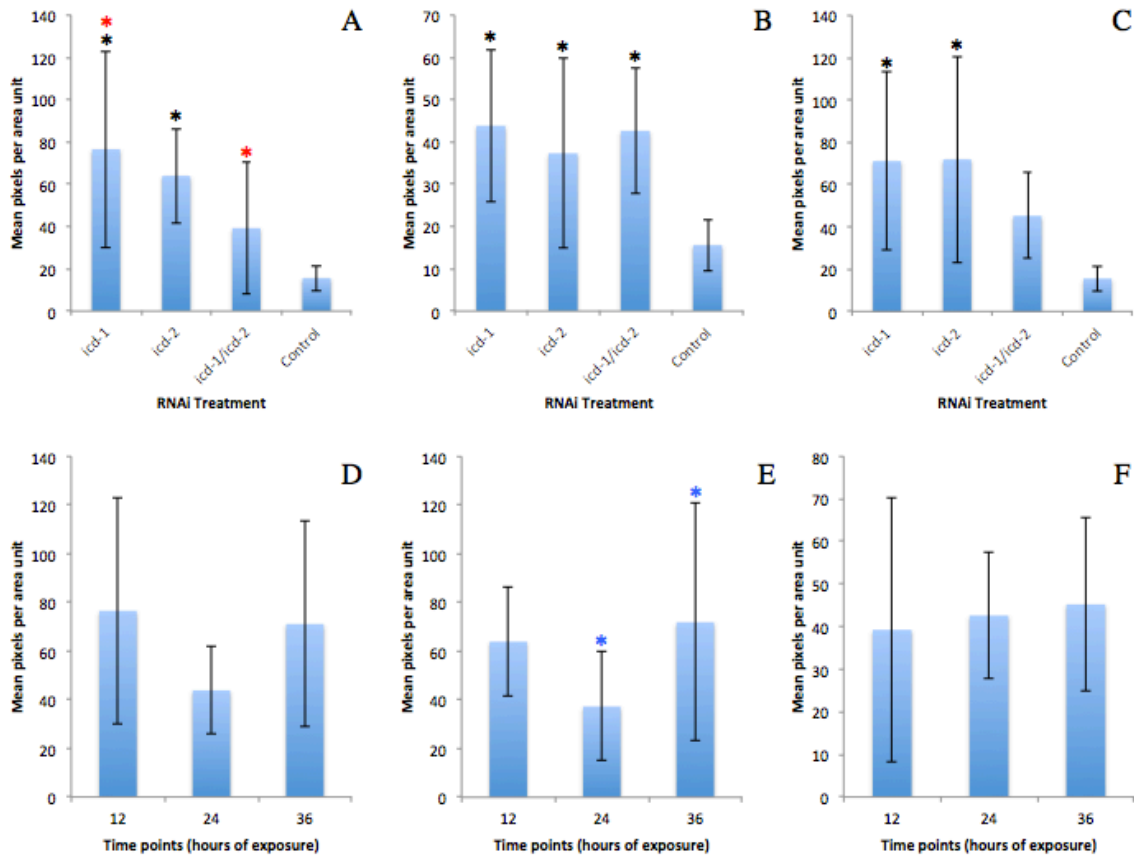 A
Mean pixels per area unit
140
120
100
80
60
40
20
0
*
*
*
*
icd-1
icd-2
icd-1/icd-2
Control
RNAi Treatment
B
Mean pixels per area unit
70
60
50
40
30
20
10
0
*
*
*
icd-1
icd-2
icd-1/icd-2
Control
RNAi Treatment
C
Mean pixels per area unit
140
120
100
80
60
40
20
0
*
*
icd-1
icd-2
icd-1/icd-2
Control
RNAi Treatment
D
Mean pixels per area unit
140
120
100
80
60
40
20
0
12
24
36
Time points (hours of exposure)
E
Mean pixels per area unit
140
120
100
80
60
40
20
0
*
*
12
24
36
Time points (hours of exposure)
F
Mean pixels per area unit
80
70
60
50
40
30
20
10
0
12
24
36
Time points (hours of exposure)